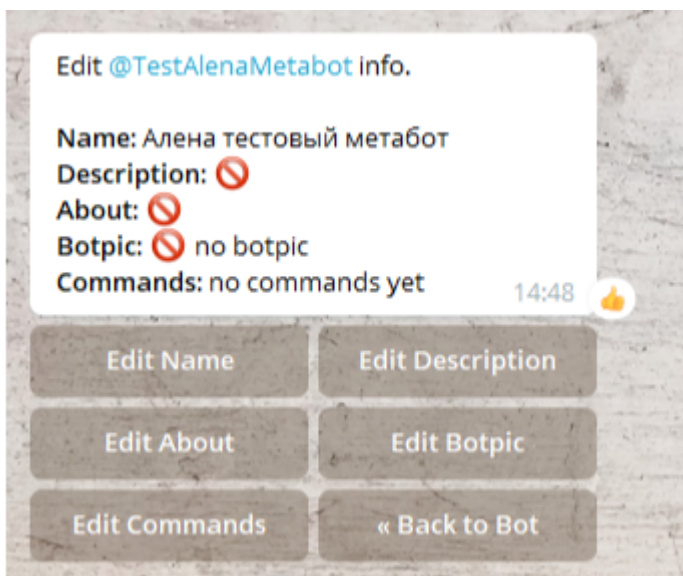 Edit @TestAlenaMetabot info.
Name: Алена тестовый метабот
Description: 🚫
About: 🚫
Botpic: 🚫 no botpic
Commands: no commands yet
14:48
Edit Name
Edit Description
Edit About
Edit Botpic
Edit Commands
« Back to Bot